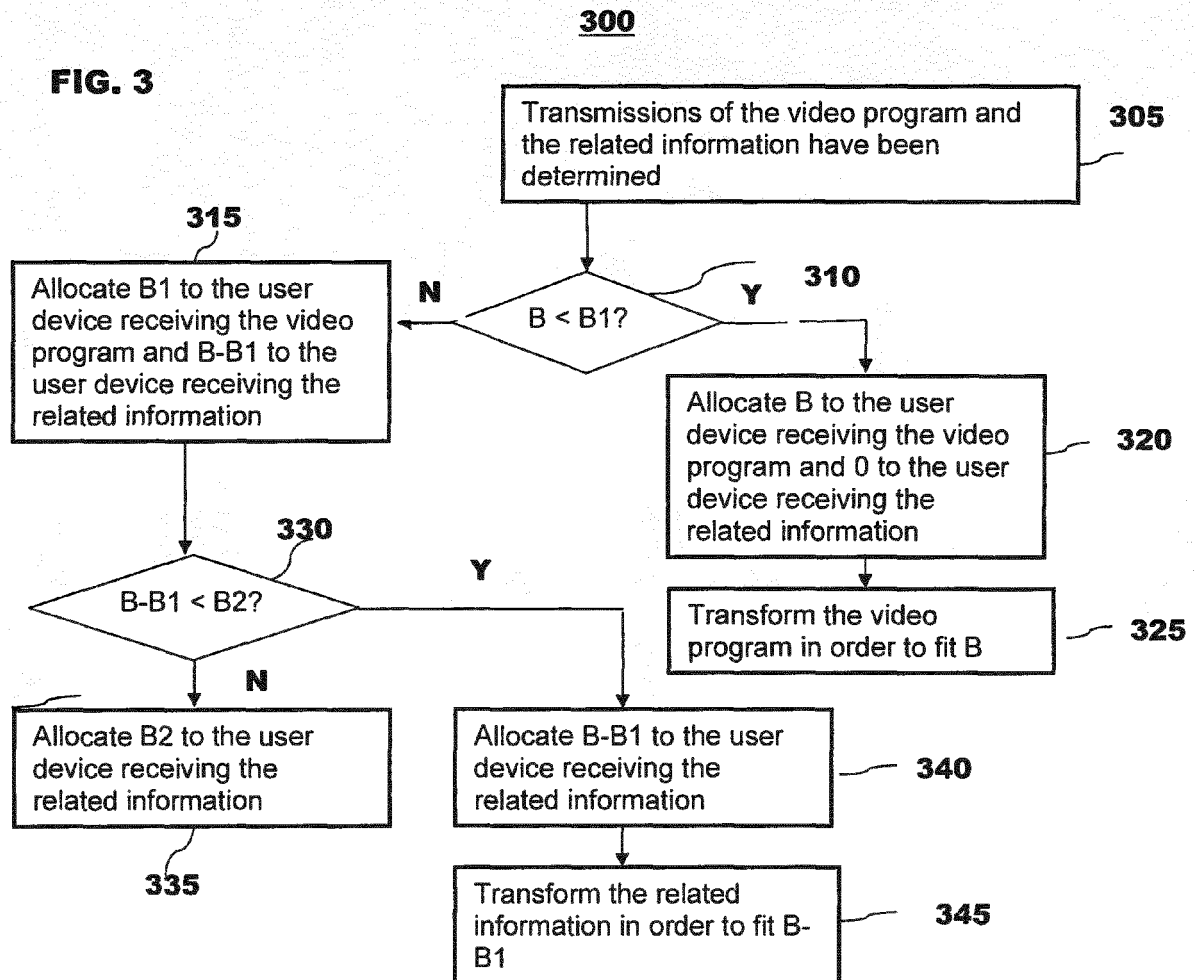 300
FIG. 3
Transmissions of the video program and
the related information have been
determined
305
315
310
Allocate B1 to the user
device receiving the video
program and B-B1 to the
user device receiving the
related information
N
B < B1?
Y
Allocate B to the user
device receiving the video
program and 0 to the user
device receiving the
related information
320
330
B-B1 < B2?
Y
Transform the video
program in order to fit B
325
N
Allocate B2 to the user
device receiving the
related information
335
Allocate B-B1 to the user
device receiving the
related information
340
Transform the related
information in order to fit B-
B1
345